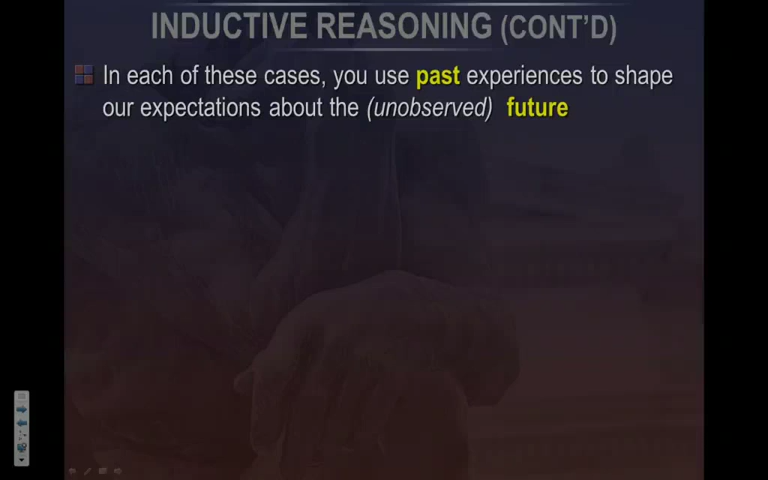 INDUCTIVE REASONING (CONT'D)
In each of these cases, you use past experiences to shape
our expectations about the (unobserved) future